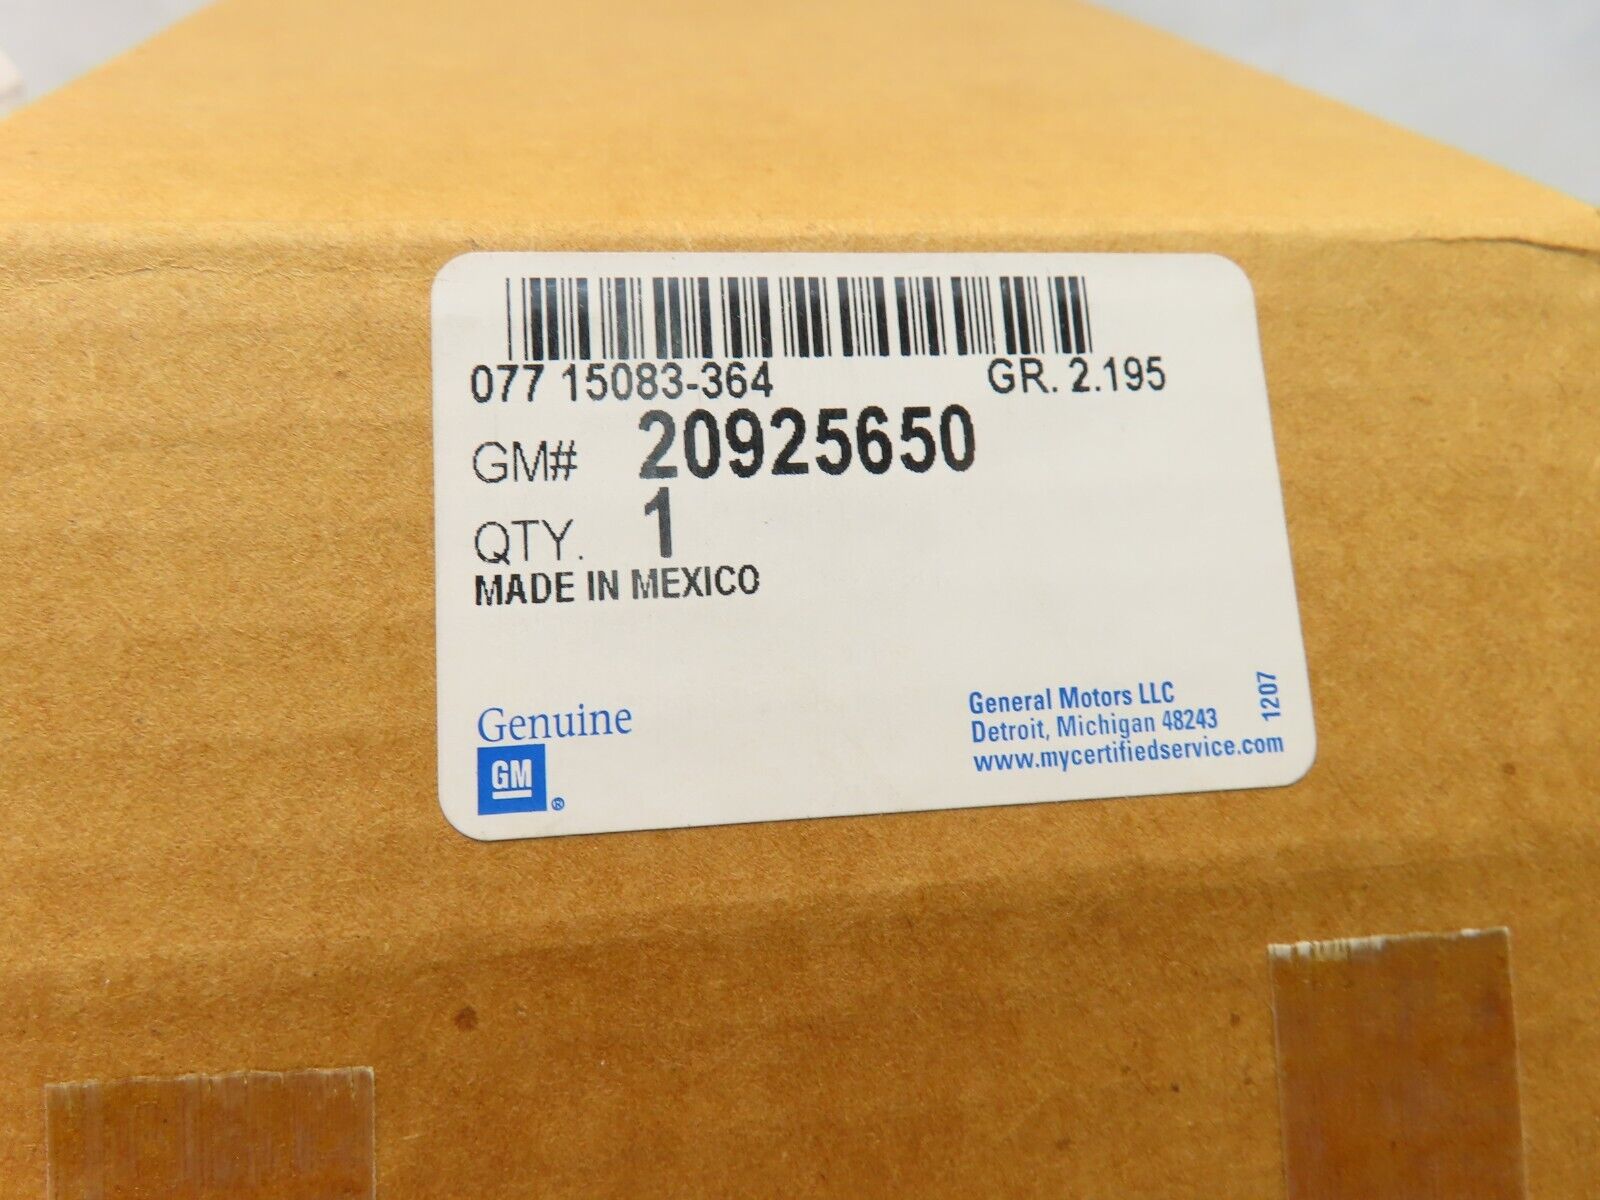 077 15083-364 GR. 2.195
GM# 20925650
QTY. 1
MADE IN MEXICO
Genuine
GM ®
General Motors LLC
Detroit, Michigan 48243
www.mycertifiedservice.com
1207